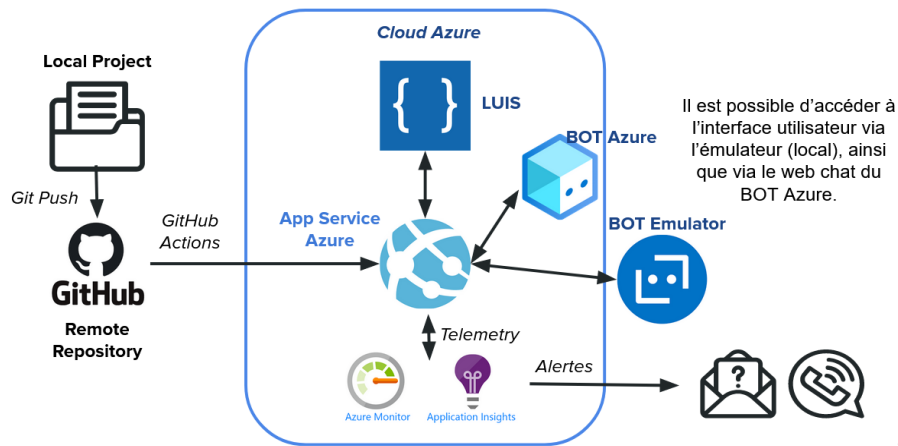 Cloud Azure
Local Project
LUIS
BOT Azure
Il est possible d’accéder à
l’interface utilisateur via
l’émulateur (local), ainsi
que via le web chat du
BOT Azure.
Git Push
GitHub
Actions
App Service
Azure
BOT Emulator
GitHub
Remote
Repository
Telemetry
Alertes
?
Azure Monitor
Application Insights